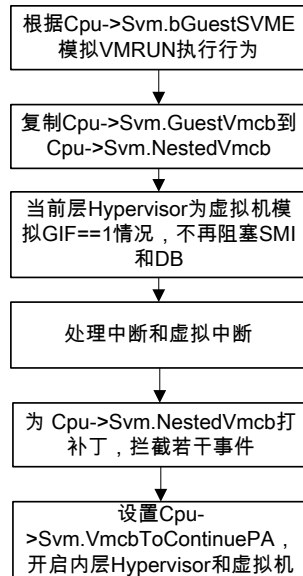 根据Cpu->Svm.bGuestSVME
模拟VMRUN执行行为
复制Cpu->Svm.GuestVmcb到
Cpu->Svm.NestedVmcb
当前层Hypervisor为虚拟机模
拟GIF==1情况，不再阻塞SMI
和DB
处理中断和虚拟中断
为 Cpu->Svm.NestedVmcb打
补丁，拦截若干事件
设置Cpu-
>Svm.VmcbToContinuePA，
开启内层Hypervisor和虚拟机